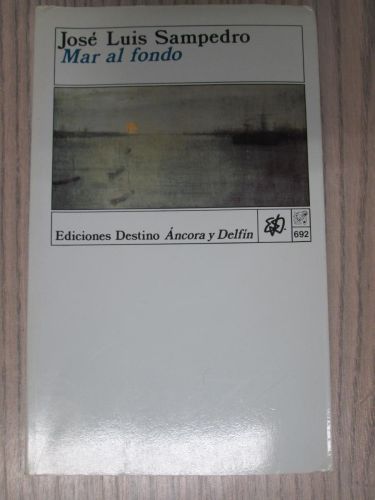 José Luis Sampedro
Mar al fondo
Ediciones Destino Áncora y Delfín
692